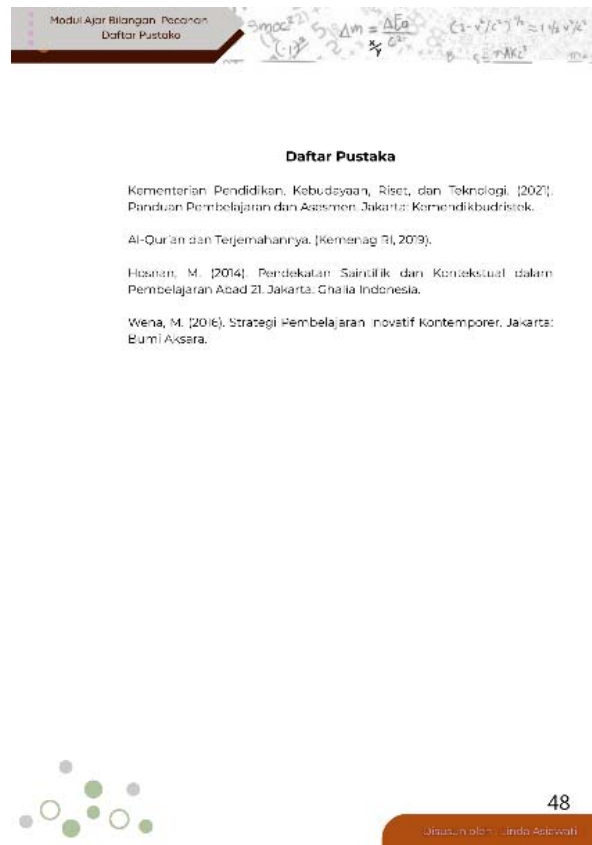 Modul Ajar Bilangan Pecahan
Daftar Pustaka
Daftar Pustaka
Kementerian Pendidikan, Kebudayaan, Riset, dan Teknologi. (2021).
Panduan Pembelajaran dan Asesmen. Jakarta: Kemendikbudristek.
Al-Qur'an dan Terjemahannya. (Kemenag RI, 2019).
Hosnan, M. (2014). Pendekatan Saintifik dan Kontekstual dalam
Pembelajaran Abad 21. Jakarta: Ghalia Indonesia.
Wena, M. (2016). Strategi Pembelajaran Inovatif Kontemporer. Jakarta:
Bumi Aksara.
48
Disusun oleh : Linda Asiawati